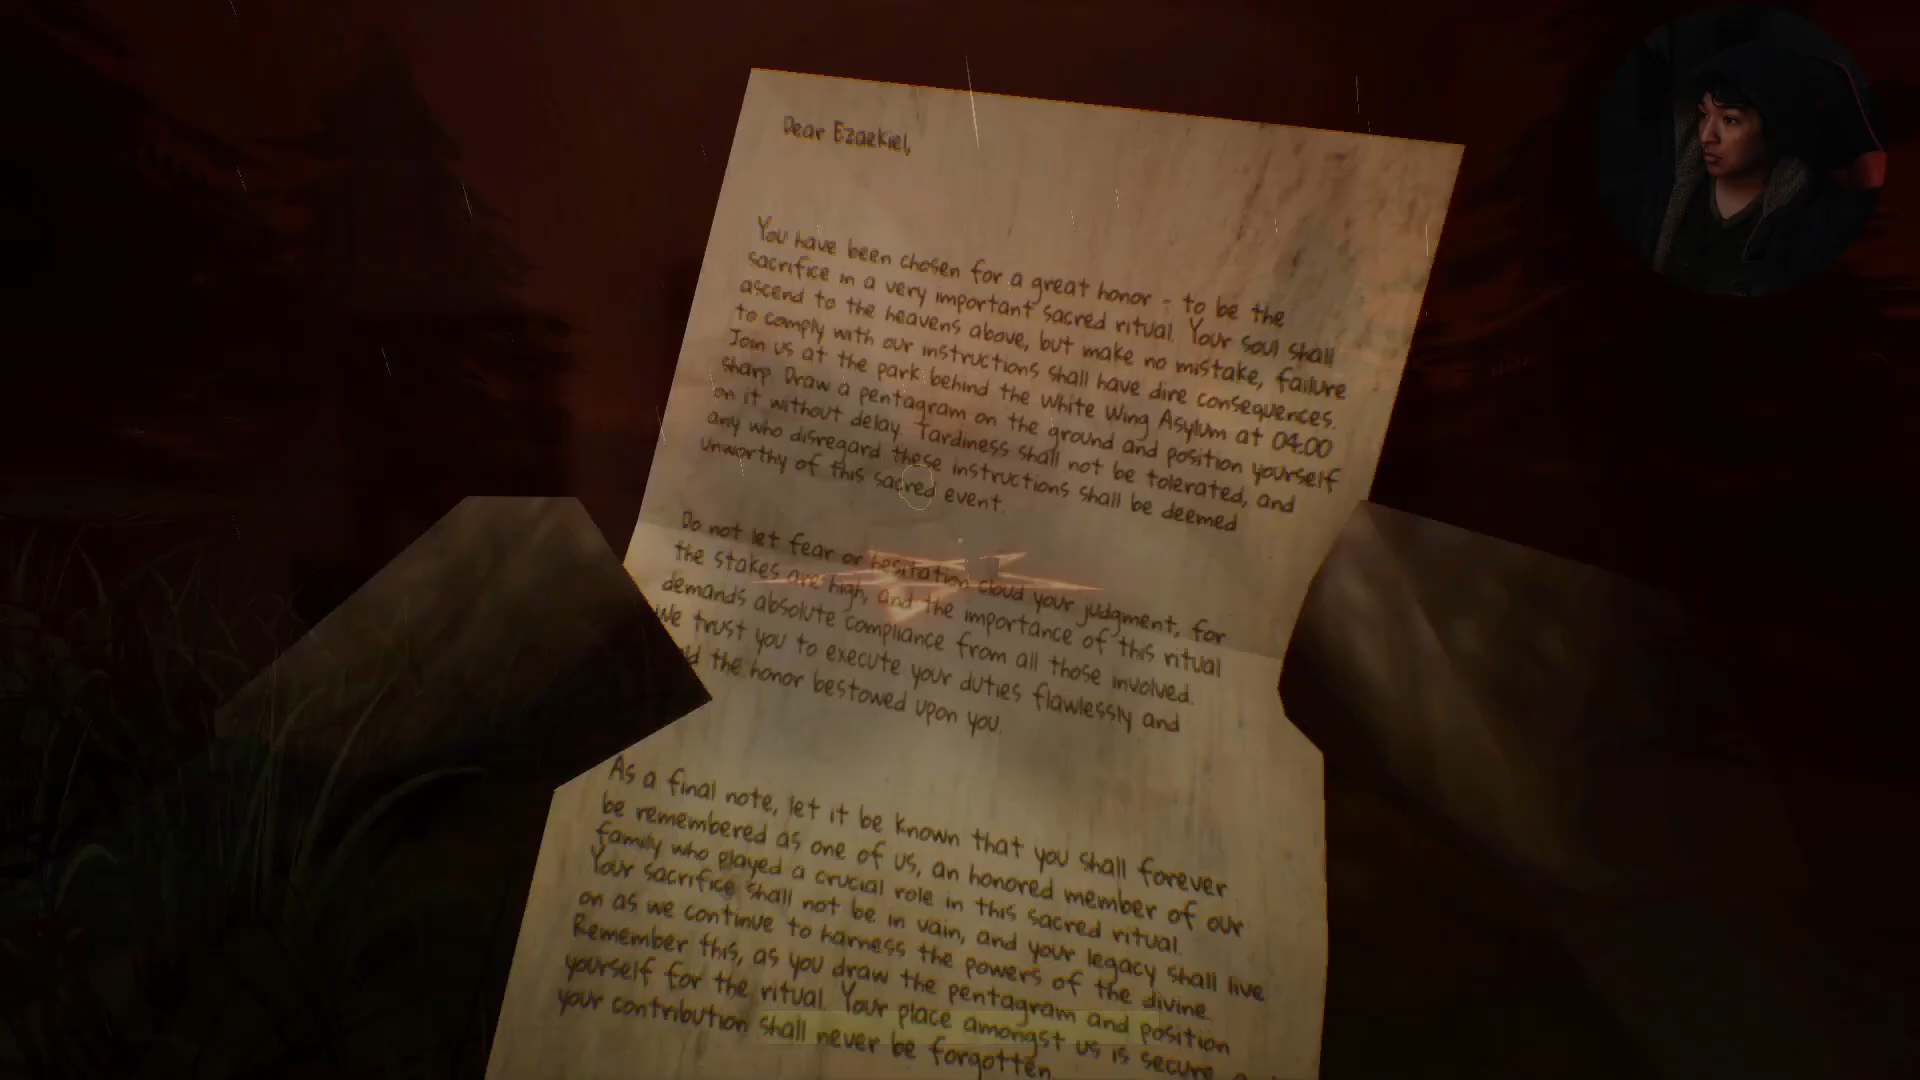 Dear Ezaekiel,
You have been chosen for a great honor - to be the
sacrifice in a very important sacred ritual. Your soul shall
ascend to the heavens above, but make no mistake, failure
to comply with our instructions shall have dire consequences.
Join us at the park behind the White Wing Asylum at 04:00
sharp. Draw a pentagram on the ground and position yourself
on it without delay. Tardiness shall not be tolerated, and
any who disregard these instructions shall be deemed
unworthy of this sacred event.
Do not let fear or hesitation cloud your judgment, for
the stakes are high, and the importance of this ritual
demands absolute compliance from all those involved.
We trust you to execute your duties flawlessly and
the honor bestowed upon you.
As a final note, let it be known that you shall forever
be remembered as one of us, an honored member of our
family who played a crucial role in this sacred ritual.
Your sacrifice shall not be in vain, and your legacy shall live
on as we continue to harness the powers of the divine.
Remember this, as you draw the pentagram and position
yourself for the ritual. Your place amongst us is secure
your contribution shall never be forgotten.